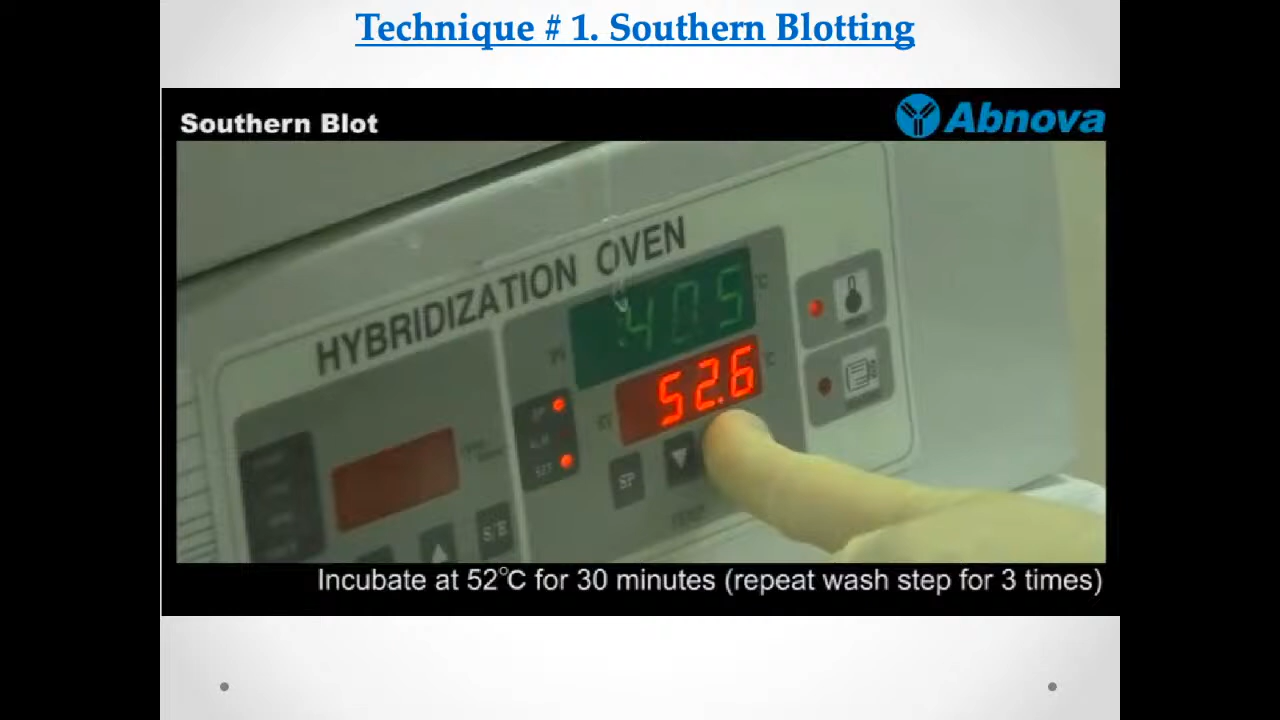 Technique # 1. Southern Blotting
Southern Blot
Abnova
HYBRIDIZATION OVEN
40.5 °C
52.6 °C
SP
S/E
Incubate at 52℃ for 30 minutes (repeat wash step for 3 times)